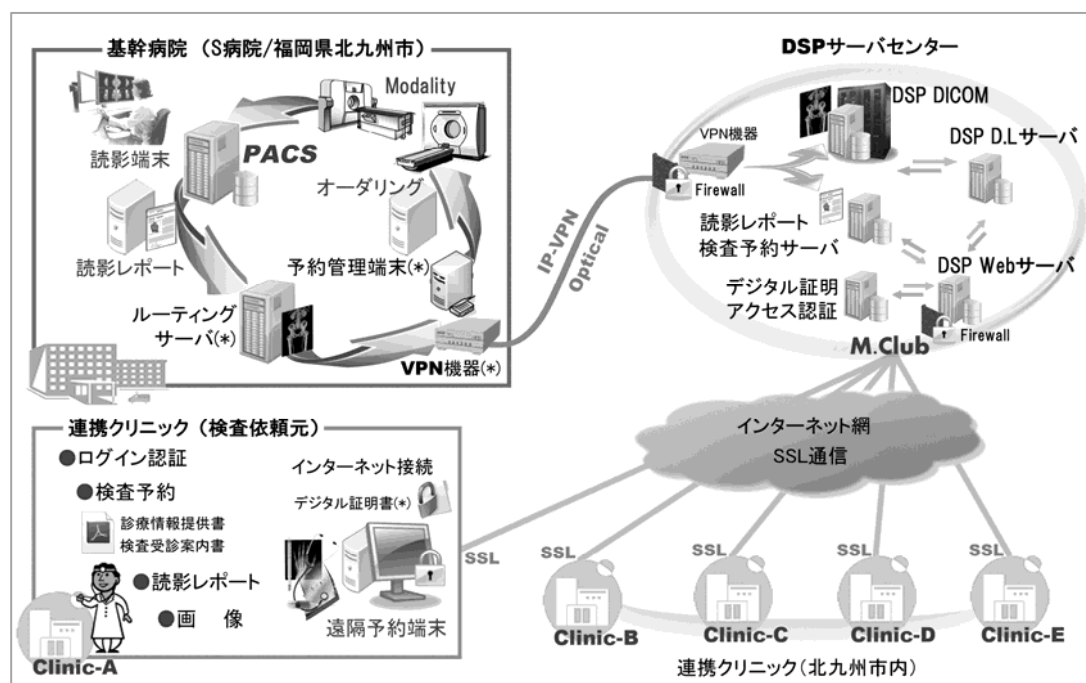 基幹病院 （S病院/福岡県北九州市）
Modality
PACS
読影端末
オーダリング
読影レポート
予約管理端末(*)
ルーティング
サーバ(*)
VPN機器(*)
IP-VPN
Optical
DSPサーバセンター
DSP DICOM
VPN機器
DSP D.Lサーバ
Firewall
読影レポート
検査予約サーバ
DSP Webサーバ
デジタル証明
アクセス認証
Firewall
M.Club
インターネット網
SSL通信
連携クリニック （検査依頼元）
●ログイン認証
●検査予約
診療情報提供書
検査受診案内書
●読影レポート
●画　像
インターネット接続
デジタル証明書(*)
遠隔予約端末
Clinic-A
SSL
SSL
SSL
SSL
SSL
Clinic-B
Clinic-C
Clinic-D
Clinic-E
連携クリニック（北九州市内）